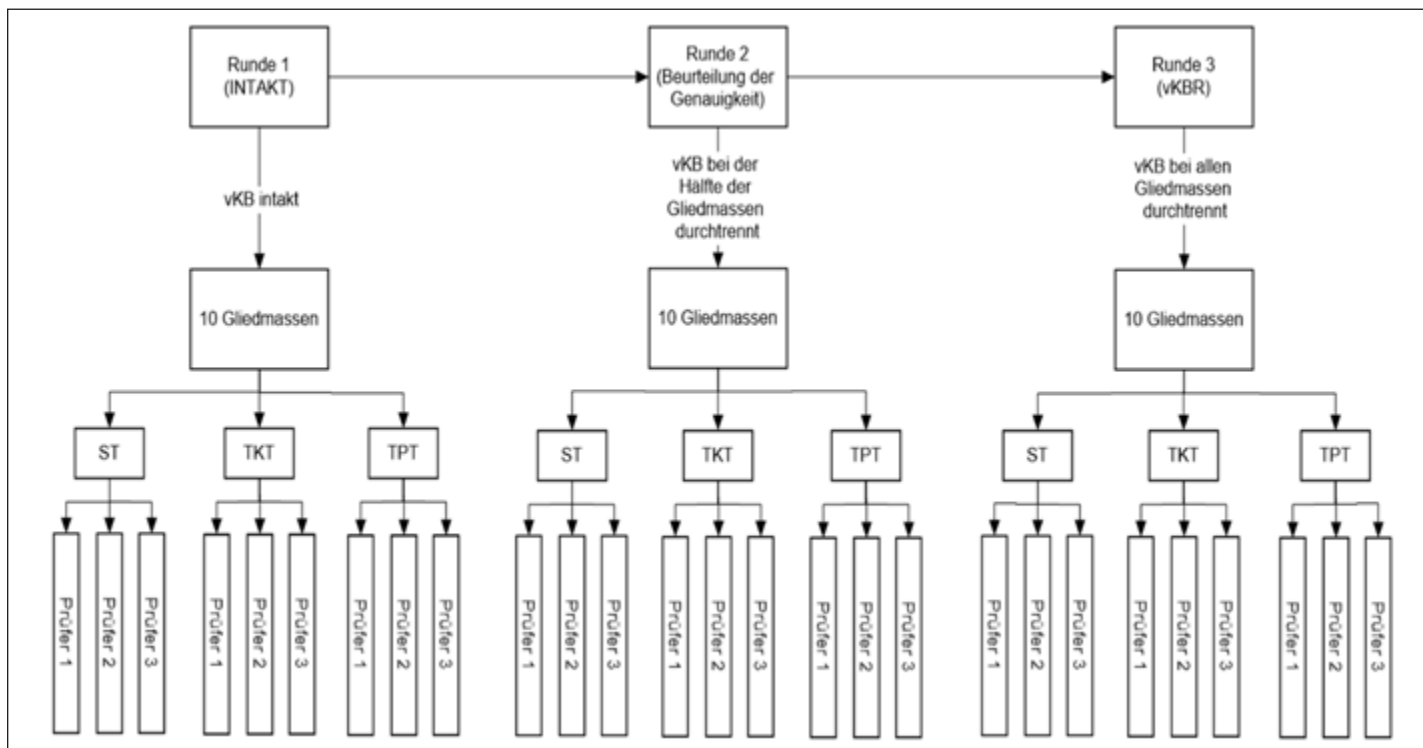 Runde 1
(INTAKT)
Runde 2
(Beurteilung der
Genauigkeit)
Runde 3
(vKBR)
vKB intakt
vKB bei der
Hälfte der
Gliedmassen
durchtrennt
vKB bei allen
Gliedmassen
durchtrennt
10 Gliedmassen
10 Gliedmassen
10 Gliedmassen
ST
TKT
TPT
ST
TKT
TPT
ST
TKT
TPT
Prüfer 1
Prüfer 2
Prüfer 3
Prüfer 1
Prüfer 2
Prüfer 3
Prüfer 1
Prüfer 2
Prüfer 3
Prüfer 1
Prüfer 2
Prüfer 3
Prüfer 1
Prüfer 2
Prüfer 3
Prüfer 1
Prüfer 2
Prüfer 3
Prüfer 1
Prüfer 2
Prüfer 3
Prüfer 1
Prüfer 2
Prüfer 3
Prüfer 1
Prüfer 2
Prüfer 3